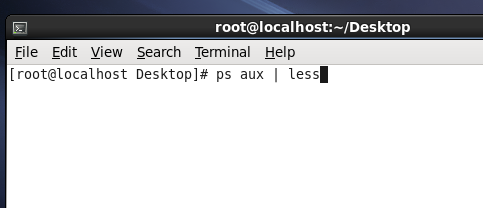 root@localhost:~/Desktop
File Edit View Search Terminal Help
[root@localhost Desktop]# ps aux | less